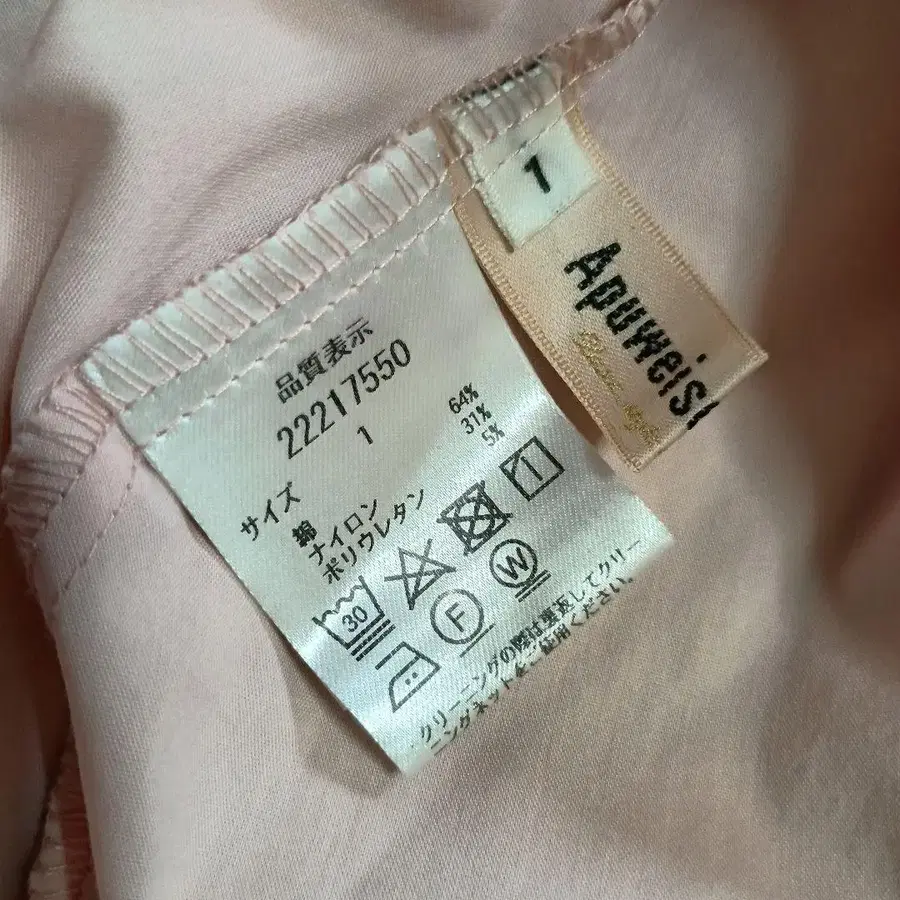 1
Apuweis
品質表示
22217550
サイズ 1
綿 64%
ナイロン 31%
ポリウレタン 5%
30
F
W
クリーニングの際は裏返してクリー
ニングネットをご使用ください。